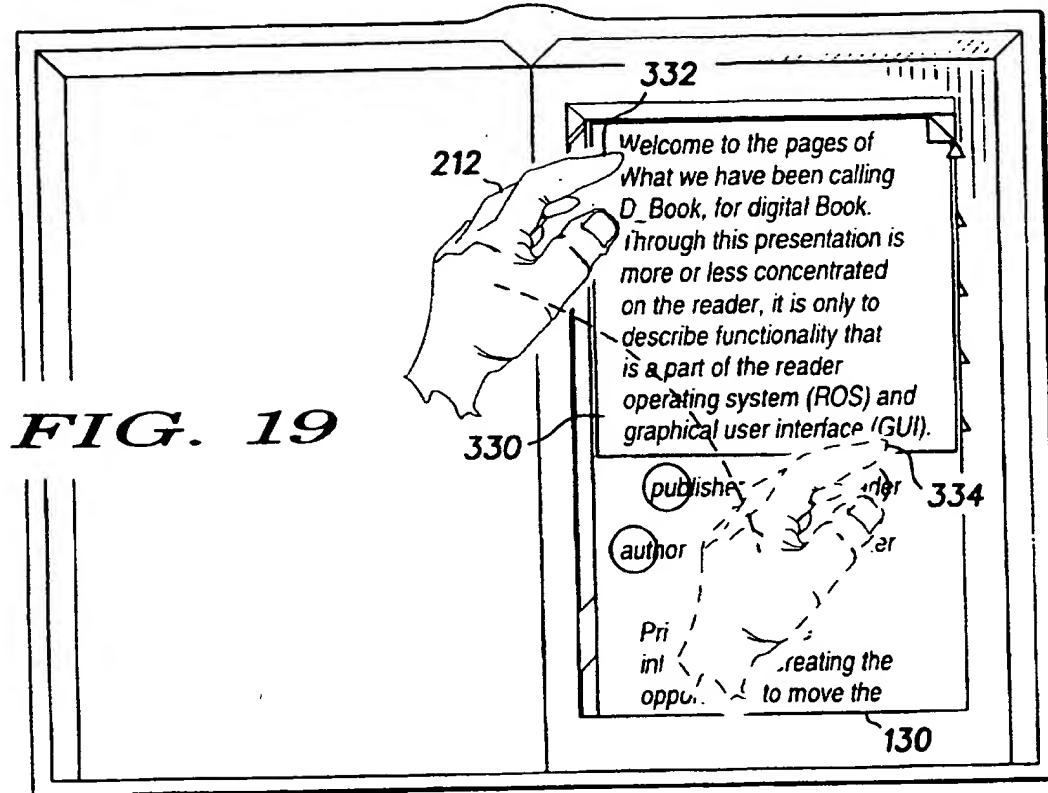 332
212
Welcome to the pages of
What we have been calling
D_Book, for digital Book.
Through this presentation is
more or less concentrated
on the reader, it is only to
describe functionality that
is a part of the reader
operating system (ROS) and
graphical user interface (GUI).
FIG. 19
330
334
author
creating the
to move the
130